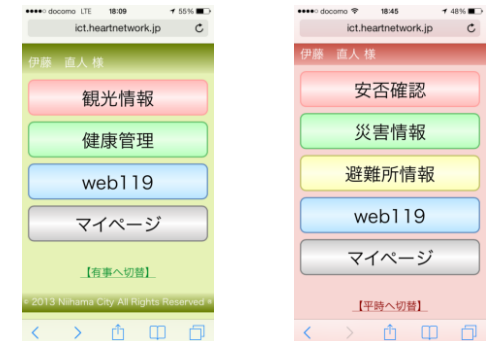 docomo LTE 18:09 55%
ict.heartnetwork.jp
伊藤 直人 様
観光情報
健康管理
web119
マイページ
【有事へ切替】
* 2013 Niihama City All Rights Reserved *
docomo 18:45 48%
ict.heartnetwork.jp
伊藤 直人 様
安否確認
災害情報
避難所情報
web119
マイページ
【平時へ切替】